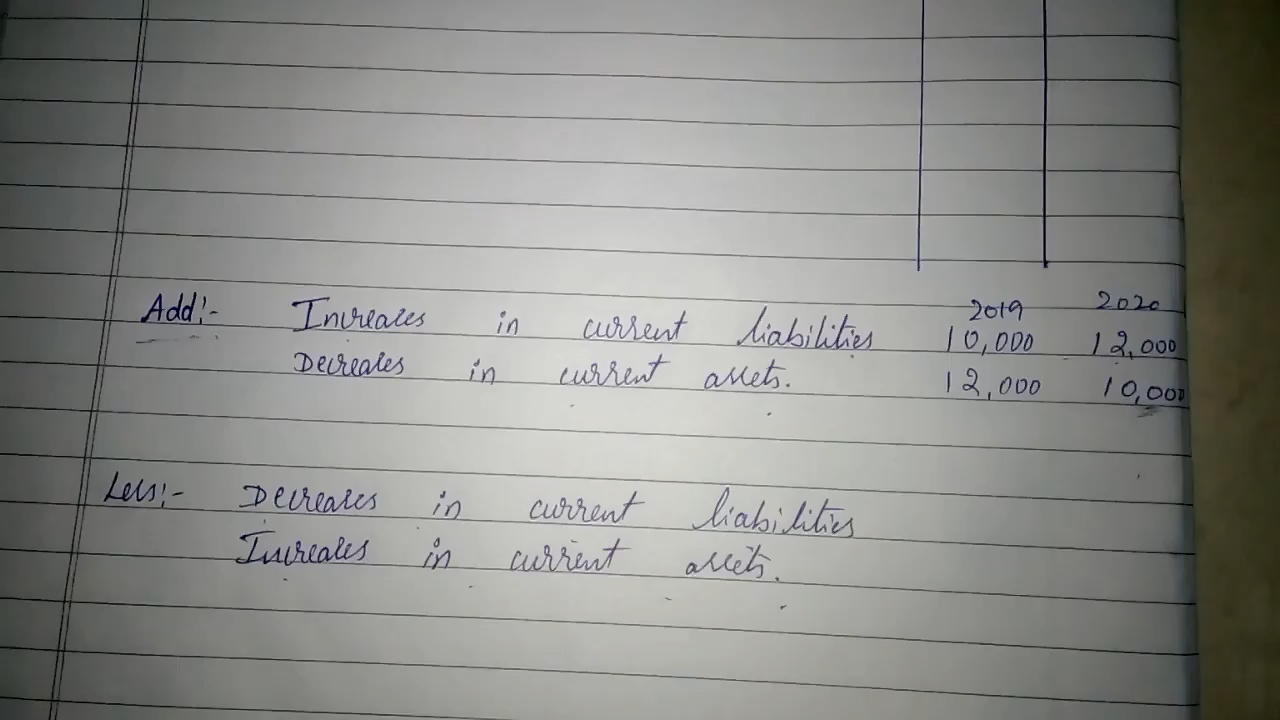 2019 2020
Add:- Increases in current liabilities 10,000 12,000
Decreases in current assets. 12,000 10,000
Less:- Decreases in current liabilities
Increases in current assets.